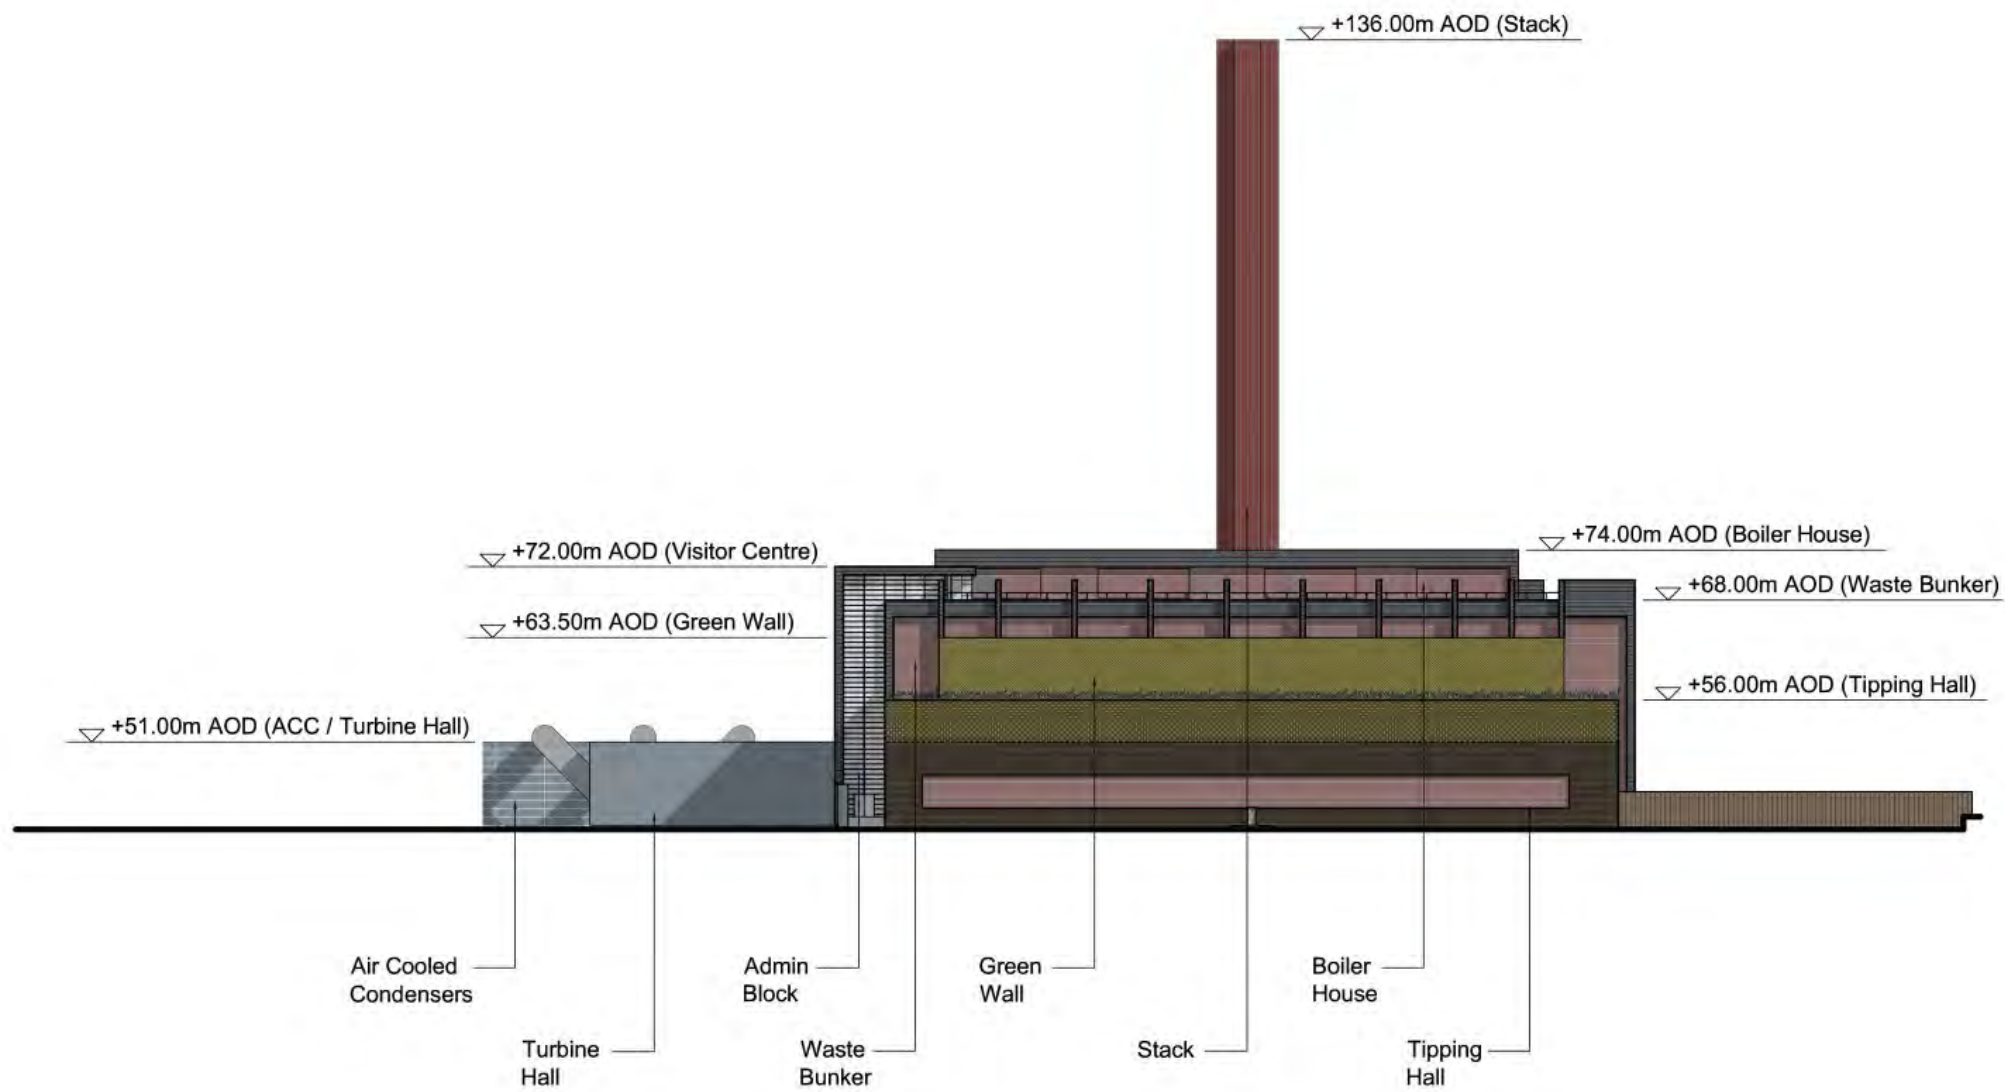 +136.00m AOD (Stack)
+74.00m AOD (Boiler House)
+72.00m AOD (Visitor Centre)
+68.00m AOD (Waste Bunker)
+63.50m AOD (Green Wall)
+56.00m AOD (Tipping Hall)
+51.00m AOD (ACC / Turbine Hall)
Air Cooled
Condensers
Admin
Block
Green
Wall
Boiler
House
Turbine
Hall
Waste
Bunker
Stack
Tipping
Hall